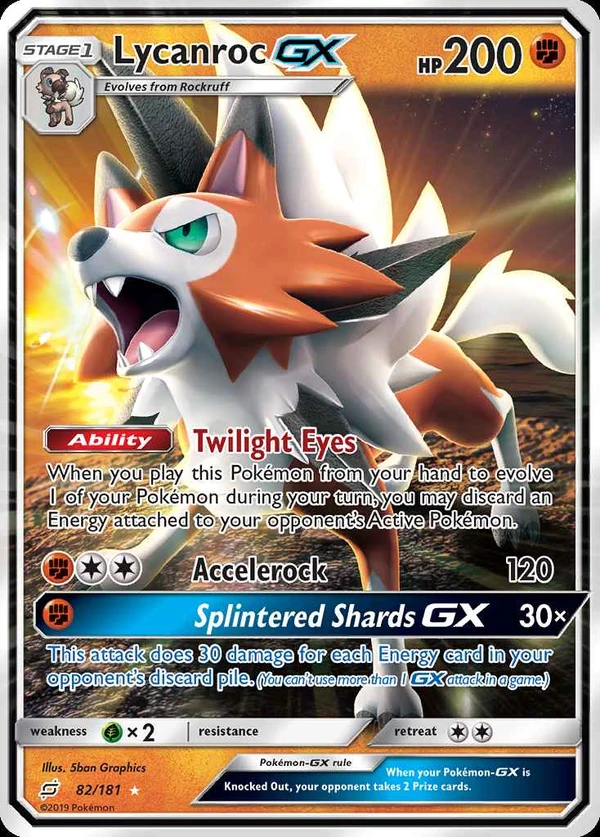 STAGE1
Lycanroc GX
HP200
Evolves from Rockruff
Ability Twilight Eyes
When you play this Pokémon from your hand to evolve
1 of your Pokémon during your turn, you may discard an
Energy attached to your opponent's Active Pokémon.
Accelerock 120
Splintered Shards GX 30×
This attack does 30 damage for each Energy card in your
opponent's discard pile. (You can't use more than 1 GX attack in a game.)
weakness ×2 resistance retreat
Illus. 5ban Graphics
82/181
©2019 Pokémon
Pokémon-GX rule
When your Pokémon-GX is
Knocked Out, your opponent takes 2 Prize cards.